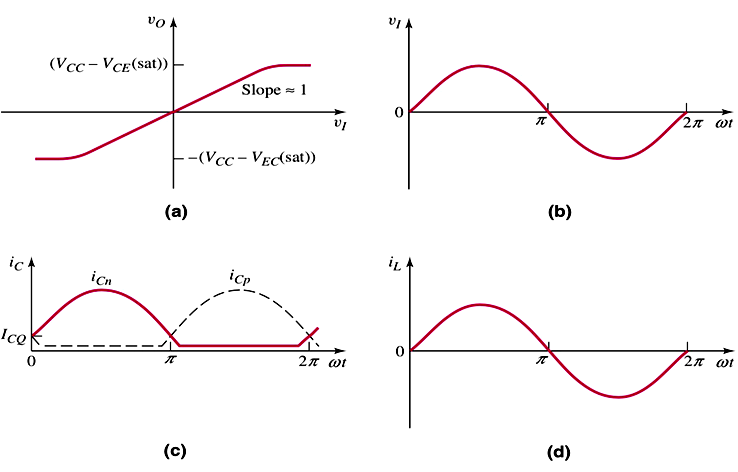 v_O
(V_CC − V_CE(sat))
Slope ≈ 1
v_I
−(V_CC − V_EC(sat))
(a)
v_I
0
π
2π
ωt
(b)
i_C
i_Cn
i_Cp
I_CQ
0
π
2π
ωt
(c)
i_L
0
π
2π
ωt
(d)